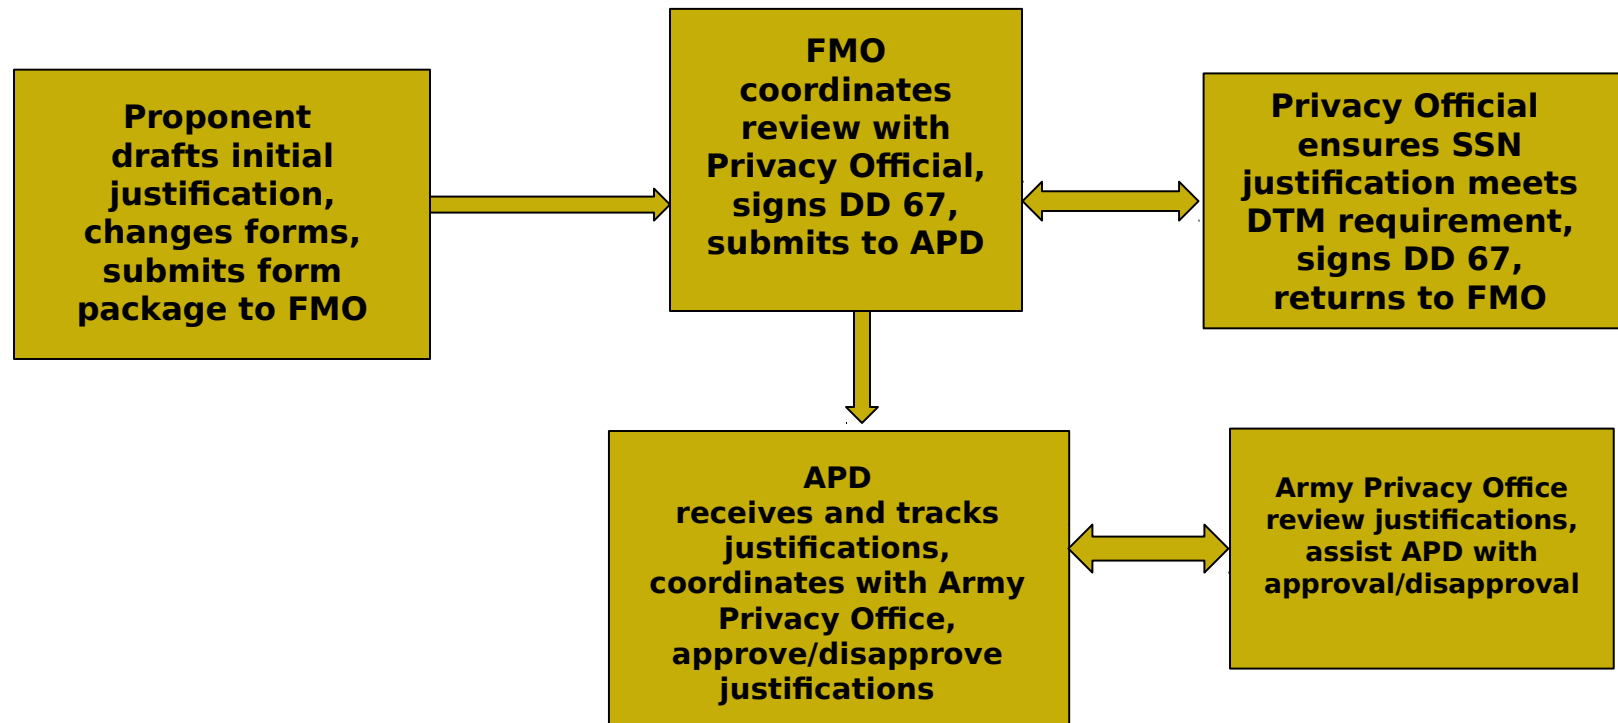 Proponent
drafts initial
justification,
changes forms,
submits form
package to FMO
FMO
coordinates
review with
Privacy Official,
signs DD 67,
submits to APD
Privacy Official
ensures SSN
justification meets
DTM requirement,
signs DD 67,
returns to FMO
APD
receives and tracks
justifications,
coordinates with Army
Privacy Office,
approve/disapprove
justifications
Army Privacy Office
review justifications,
assist APD with
approval/disapproval